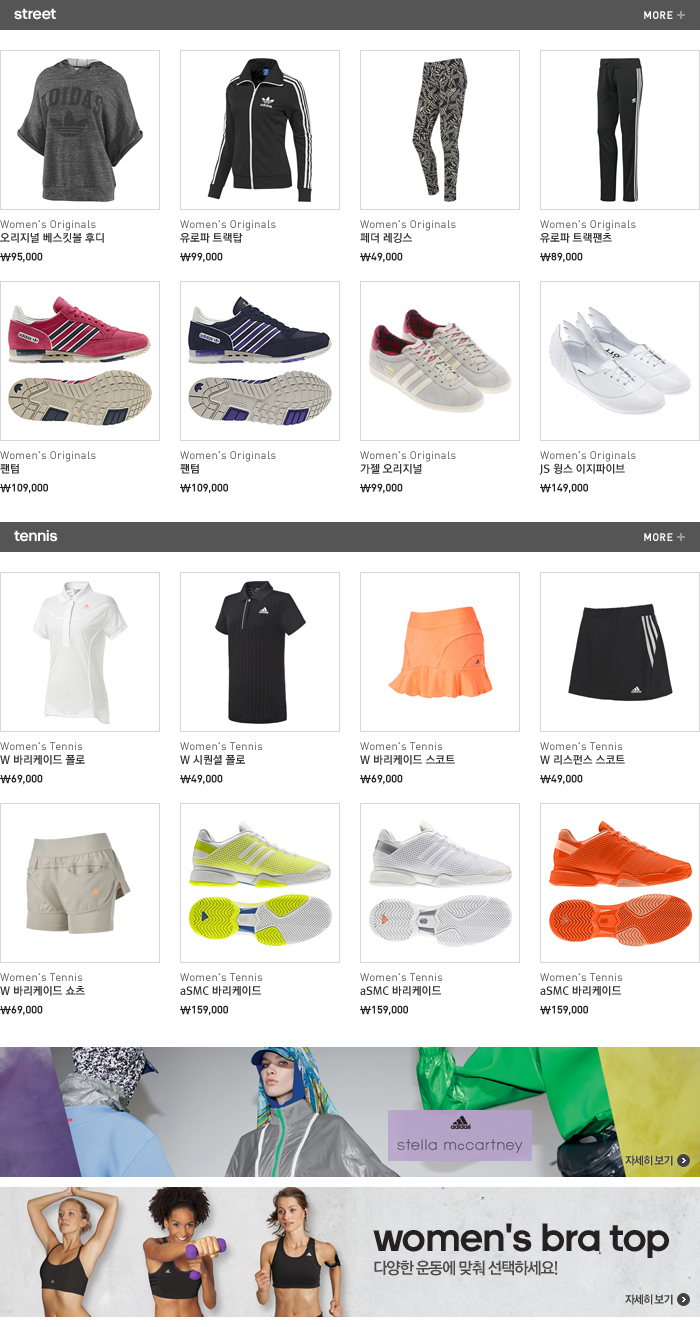 street
MORE +
ADIDAS
adidas
Women's Originals
오리지널 베스킷볼 후디
₩95,000
Women's Originals
유로파 트랙탑
₩99,000
Women's Originals
페더 레깅스
₩49,000
Women's Originals
유로파 트랙팬츠
₩89,000
Women's Originals
팬텀
₩109,000
Women's Originals
팬텀
₩109,000
Women's Originals
가젤 오리지널
₩99,000
Women's Originals
JS 윙스 이지파이브
₩149,000
tennis
MORE +
Women's Tennis
W 바리케이드 폴로
₩69,000
Women's Tennis
W 시퀀셜 폴로
₩49,000
Women's Tennis
W 바리케이드 스코트
₩69,000
Women's Tennis
W 리스펀스 스코트
₩49,000
Women's Tennis
W 바리케이드 쇼츠
₩69,000
Women's Tennis
aSMC 바리케이드
₩159,000
Women's Tennis
aSMC 바리케이드
₩159,000
Women's Tennis
aSMC 바리케이드
₩159,000
adidas
stella mccartney
자세히 보기
women's bra top
다양한 운동에 맞춰 선택하세요!
자세히 보기